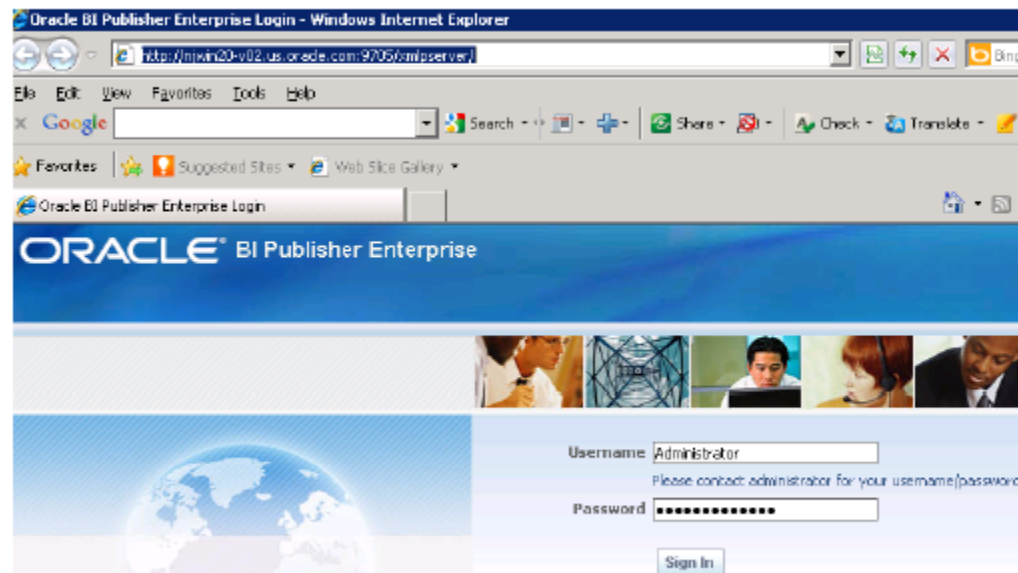 Oracle BI Publisher Enterprise Login - Windows Internet Explorer
http://niwin20-v02.us.oracle.com:9705/xmlpserver/
Bing
File Edit View Favorites Tools Help
x Google Search Share Check Translate
Favorites Suggested Sites Web Slice Gallery
Oracle BI Publisher Enterprise Login
ORACLE® BI Publisher Enterprise
Username Administrator
Please contact administrator for your username/password
Password •••••••••••••
Sign In